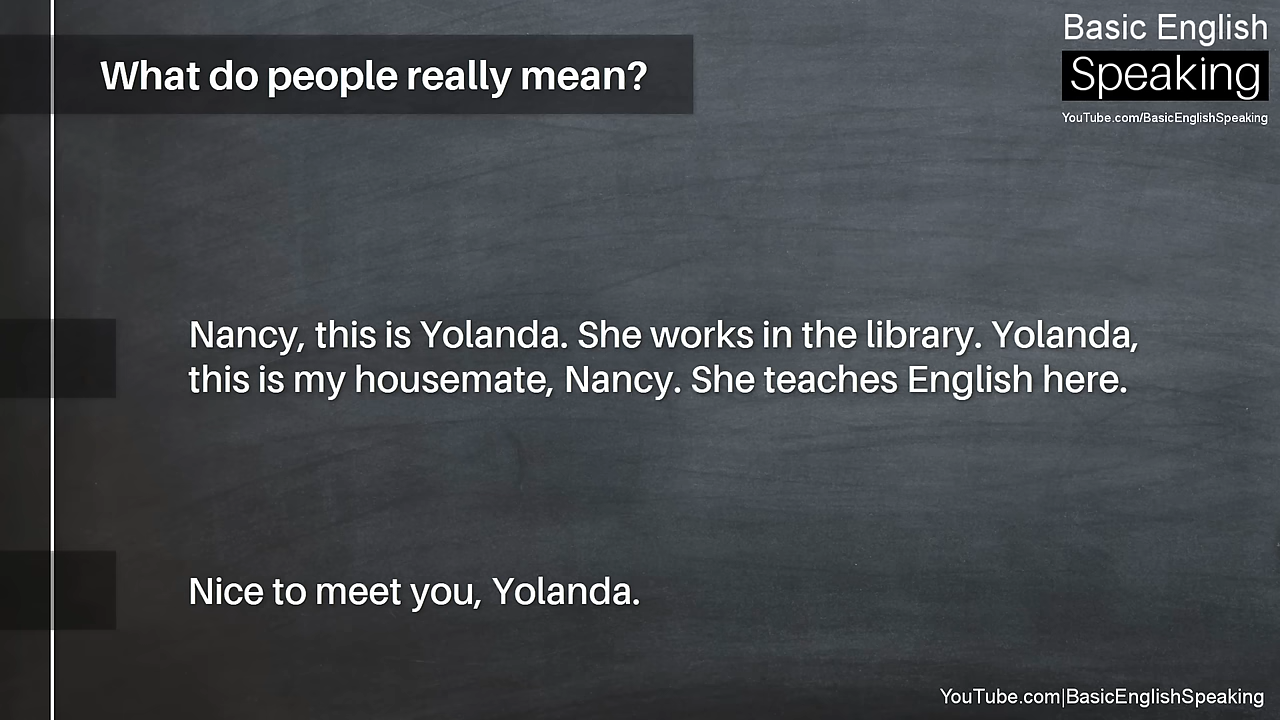 Basic English
Speaking
YouTube.com/BasicEnglishSpeaking
What do people really mean?
Nancy, this is Yolanda. She works in the library. Yolanda,
this is my housemate, Nancy. She teaches English here.
Nice to meet you, Yolanda.
YouTube.com|BasicEnglishSpeaking